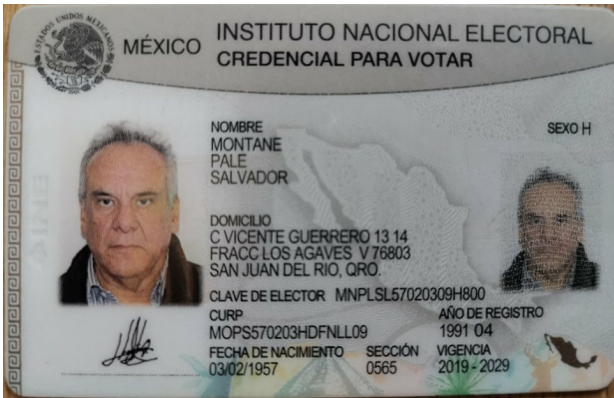 ESTADOS UNIDOS MEXICANOS
MÉXICO
INSTITUTO NACIONAL ELECTORAL
CREDENCIAL PARA VOTAR
NOMBRE
SEXO H
MONTANE
PALE
SALVADOR
DOMICILIO
C VICENTE GUERRERO 13 14
FRACC LOS AGAVES V 76803
SAN JUAN DEL RIO, QRO.
CLAVE DE ELECTOR MNPLSL57020309H800
CURP AÑO DE REGISTRO
MOPS570203HDFNLL09 1991 04
FECHA DE NACIMIENTO SECCIÓN VIGENCIA
03/02/1957 0565 2019 - 2029